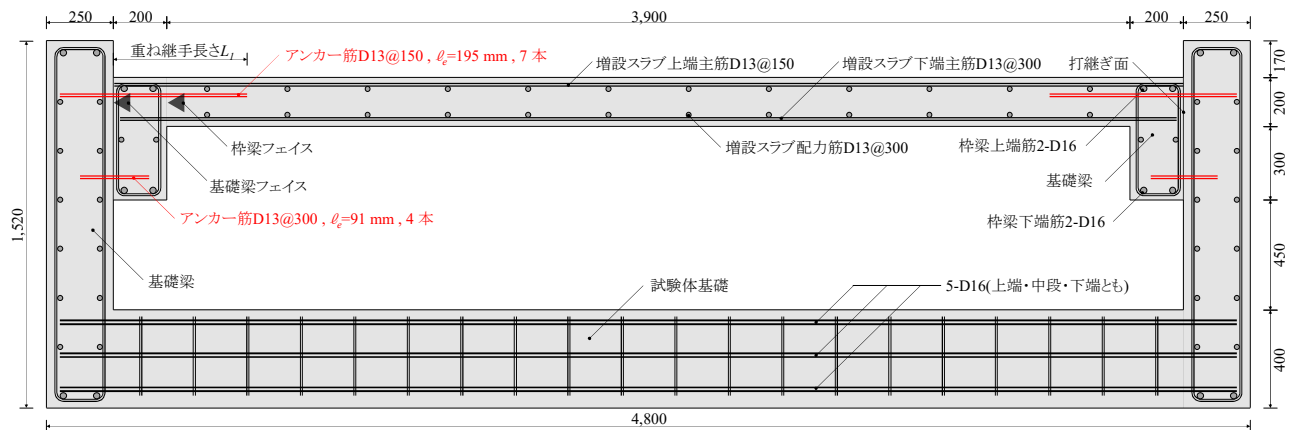 250
200
3,900
200
250
重ね継手長さL1
アンカー筋D13@150 , ℓe=195 mm , 7 本
増設スラブ上端主筋D13@150
増設スラブ下端主筋D13@300
打継ぎ面
170
200
300
450
400
1,520
枠梁フェイス
基礎梁フェイス
増設スラブ配力筋D13@300
枠梁上端筋2-D16
基礎梁
アンカー筋D13@300 , ℓe=91 mm , 4 本
枠梁下端筋2-D16
基礎梁
試験体基礎
5-D16(上端・中段・下端とも)
4,800